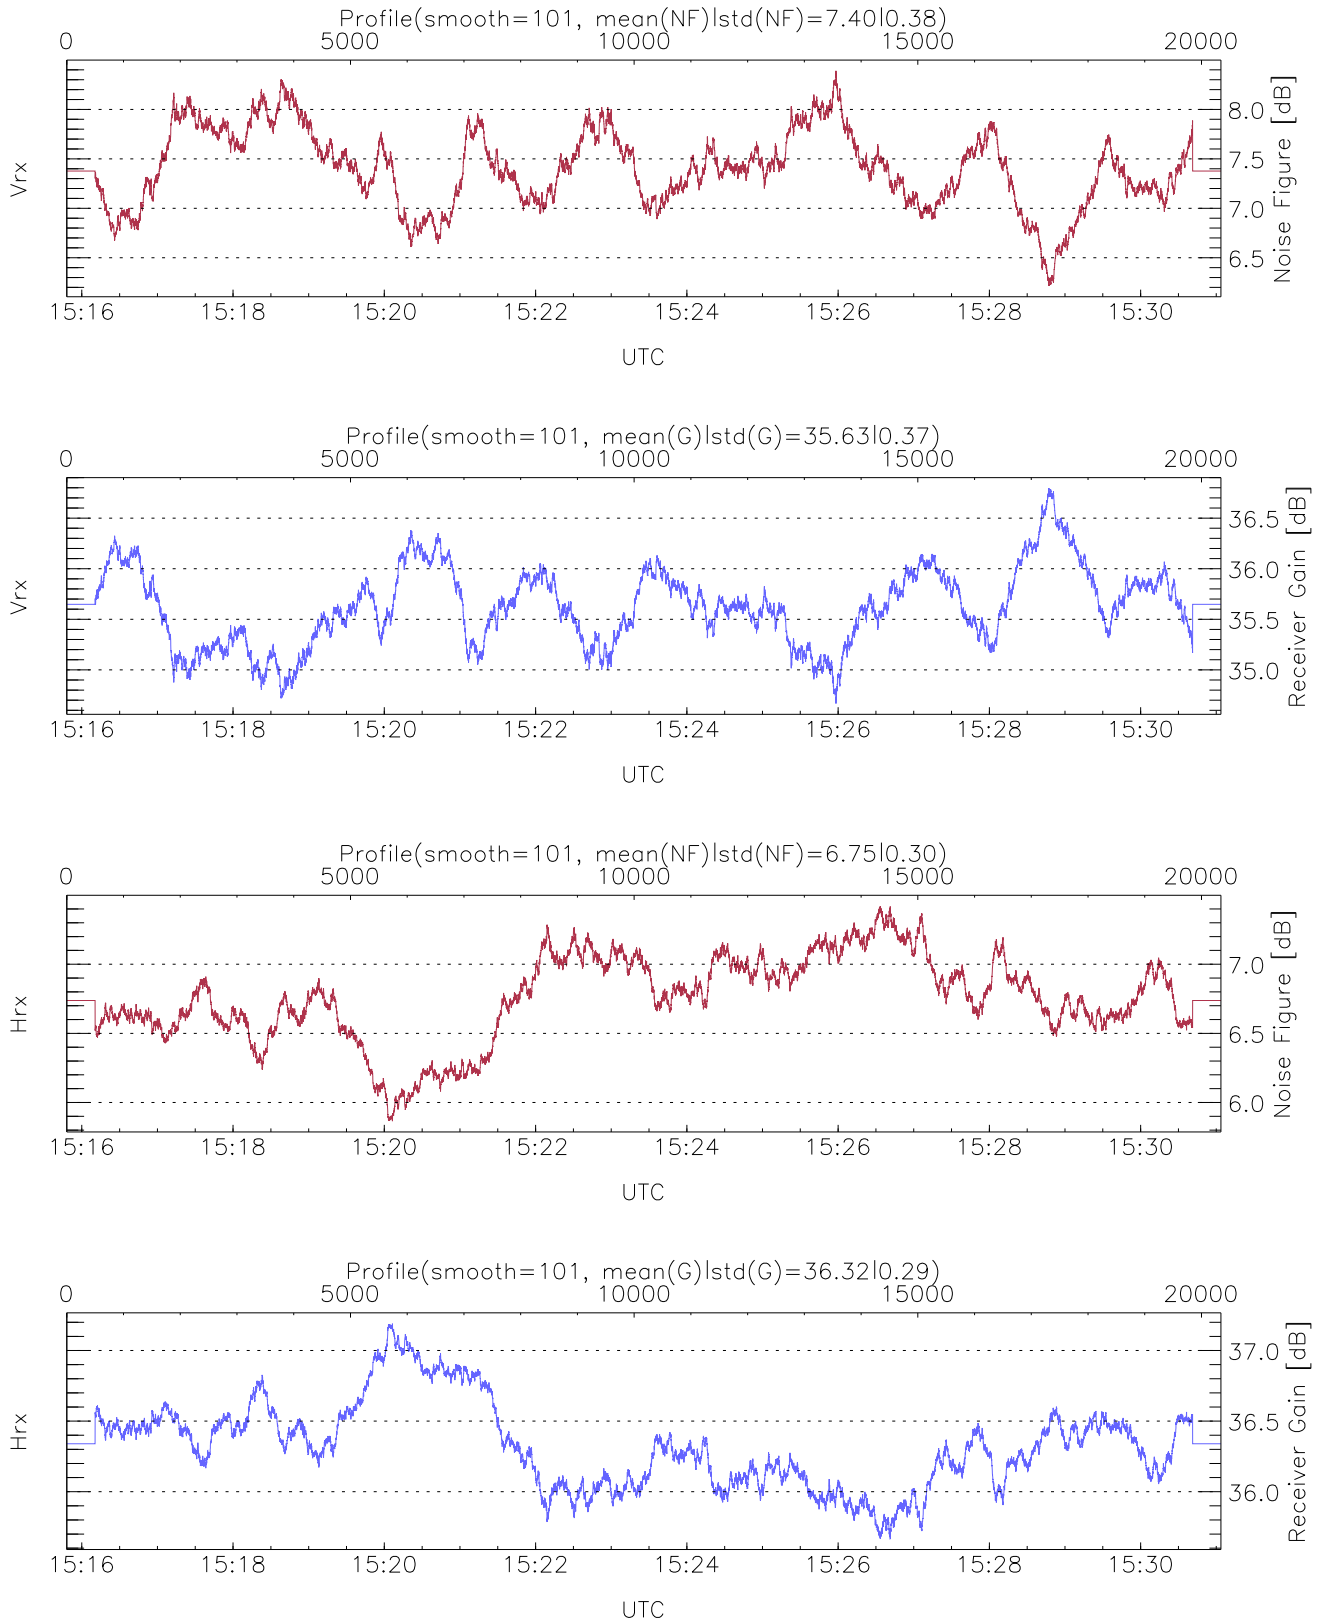 Profile(smooth=101, mean(NF)|std(NF)=7.40|0.38)
0 5000 10000 15000 20000
Vrx
8.0
7.5
7.0
6.5
Noise Figure [dB]
15:16 15:18 15:20 15:22 15:24 15:26 15:28 15:30
UTC
Profile(smooth=101, mean(G)|std(G)=35.63|0.37)
0 5000 10000 15000 20000
Vrx
36.5
36.0
35.5
35.0
Receiver Gain [dB]
15:16 15:18 15:20 15:22 15:24 15:26 15:28 15:30
UTC
Profile(smooth=101, mean(NF)|std(NF)=6.75|0.30)
0 5000 10000 15000 20000
Hrx
7.0
6.5
6.0
Noise Figure [dB]
15:16 15:18 15:20 15:22 15:24 15:26 15:28 15:30
UTC
Profile(smooth=101, mean(G)|std(G)=36.32|0.29)
0 5000 10000 15000 20000
Hrx
37.0
36.5
36.0
Receiver Gain [dB]
15:16 15:18 15:20 15:22 15:24 15:26 15:28 15:30
UTC